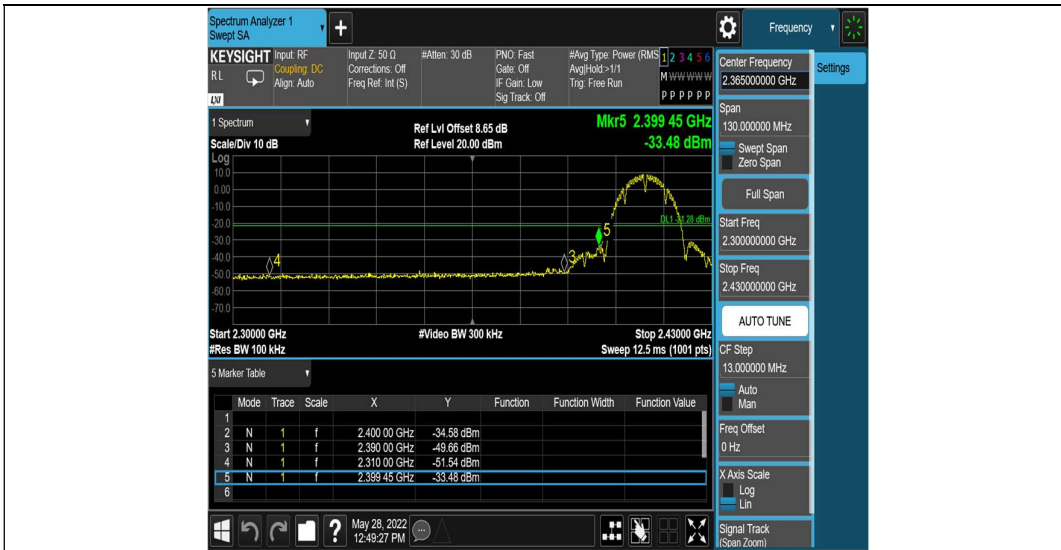 Spectrum Analyzer 1
Swept SA
+
Frequency
KEYSIGHT Input: RF Input Z: 50 Ω #Atten: 30 dB PNO: Fast #Avg Type: Power (RMS 1 2 3 4 5 6
RL Coupling: DC Corrections: Off Gate: Off Avg|Hold:>1/1 M W W W W W
Align: Auto Freq Ref: Int (S) IF Gain: Low Trig: Free Run
LXI Sig Track: Off P P P P P P
1 Spectrum
Ref Lvl Offset 8.65 dB
Mkr5 2.399 45 GHz
Scale/Div 10 dB
Ref Level 20.00 dBm
-33.48 dBm
Log
10.0
0.00
-10.0
-20.0
-30.0
-40.0
-50.0
-60.0
-70.0
4
3
5
Start 2.30000 GHz #Video BW 300 kHz Stop 2.43000 GHz
#Res BW 100 kHz Sweep 12.5 ms (1001 pts)
5 Marker Table
Mode Trace Scale X Y Function Function Width Function Value
1
2 N 1 f 2.400 00 GHz -34.58 dBm
3 N 1 f 2.390 00 GHz -49.66 dBm
4 N 1 f 2.310 00 GHz -51.54 dBm
5 N 1 f 2.399 45 GHz -33.48 dBm
6
?
May 28, 2022
12:49:27 PM
Center Frequency
2.365000000 GHz
Settings
Span
130.000000 MHz
Swept Span
Zero Span
Full Span
Start Freq
2.300000000 GHz
Stop Freq
2.430000000 GHz
AUTO TUNE
CF Step
13.000000 MHz
Auto
Man
Freq Offset
0 Hz
X Axis Scale
Log
Lin
Signal Track
(Span Zoom)